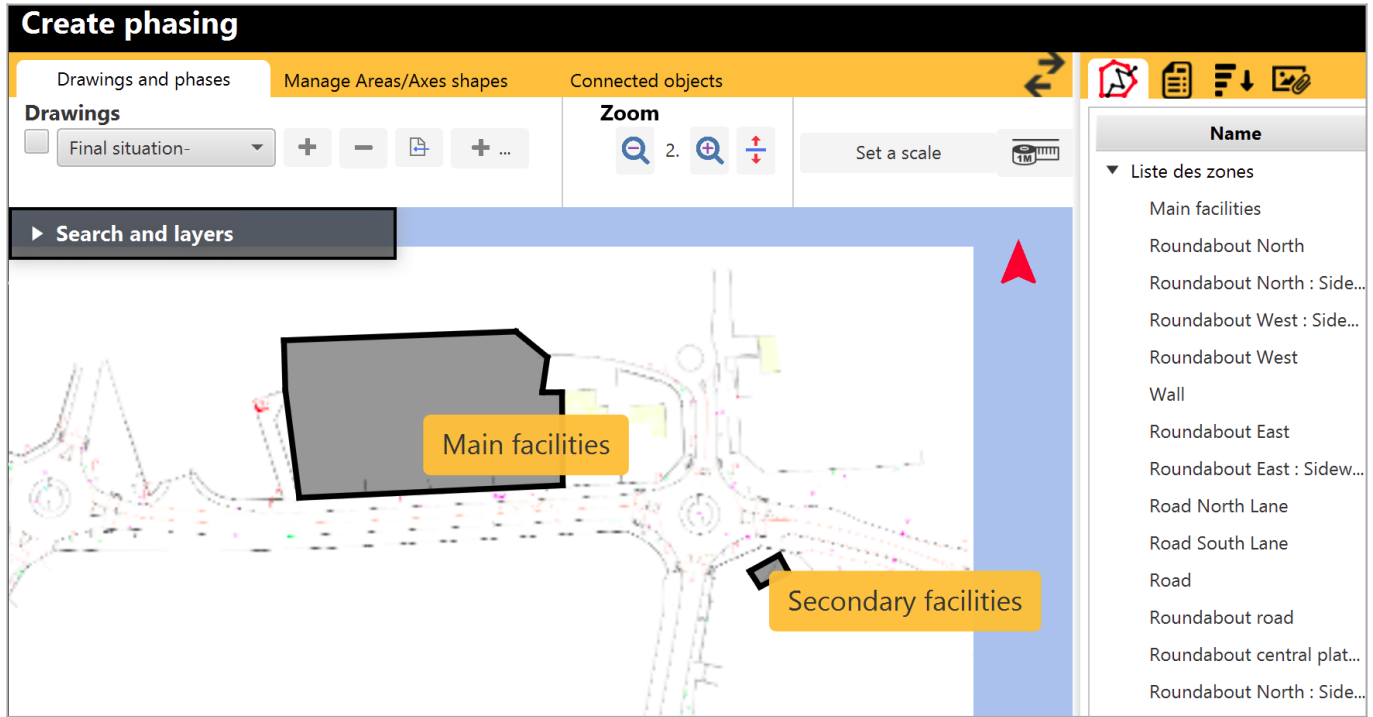 Create phasing
Drawings and phases
Manage Areas/Axes shapes
Connected objects
Drawings
Final situation-
...
Zoom
2.
Set a scale
1M
Search and layers
Main facilities
Secondary facilities
Name
Liste des zones
Main facilities
Roundabout North
Roundabout North : Side...
Roundabout West : Side...
Roundabout West
Wall
Roundabout East
Roundabout East : Sidew...
Road North Lane
Road South Lane
Road
Roundabout road
Roundabout central plat...
Roundabout North : Side...